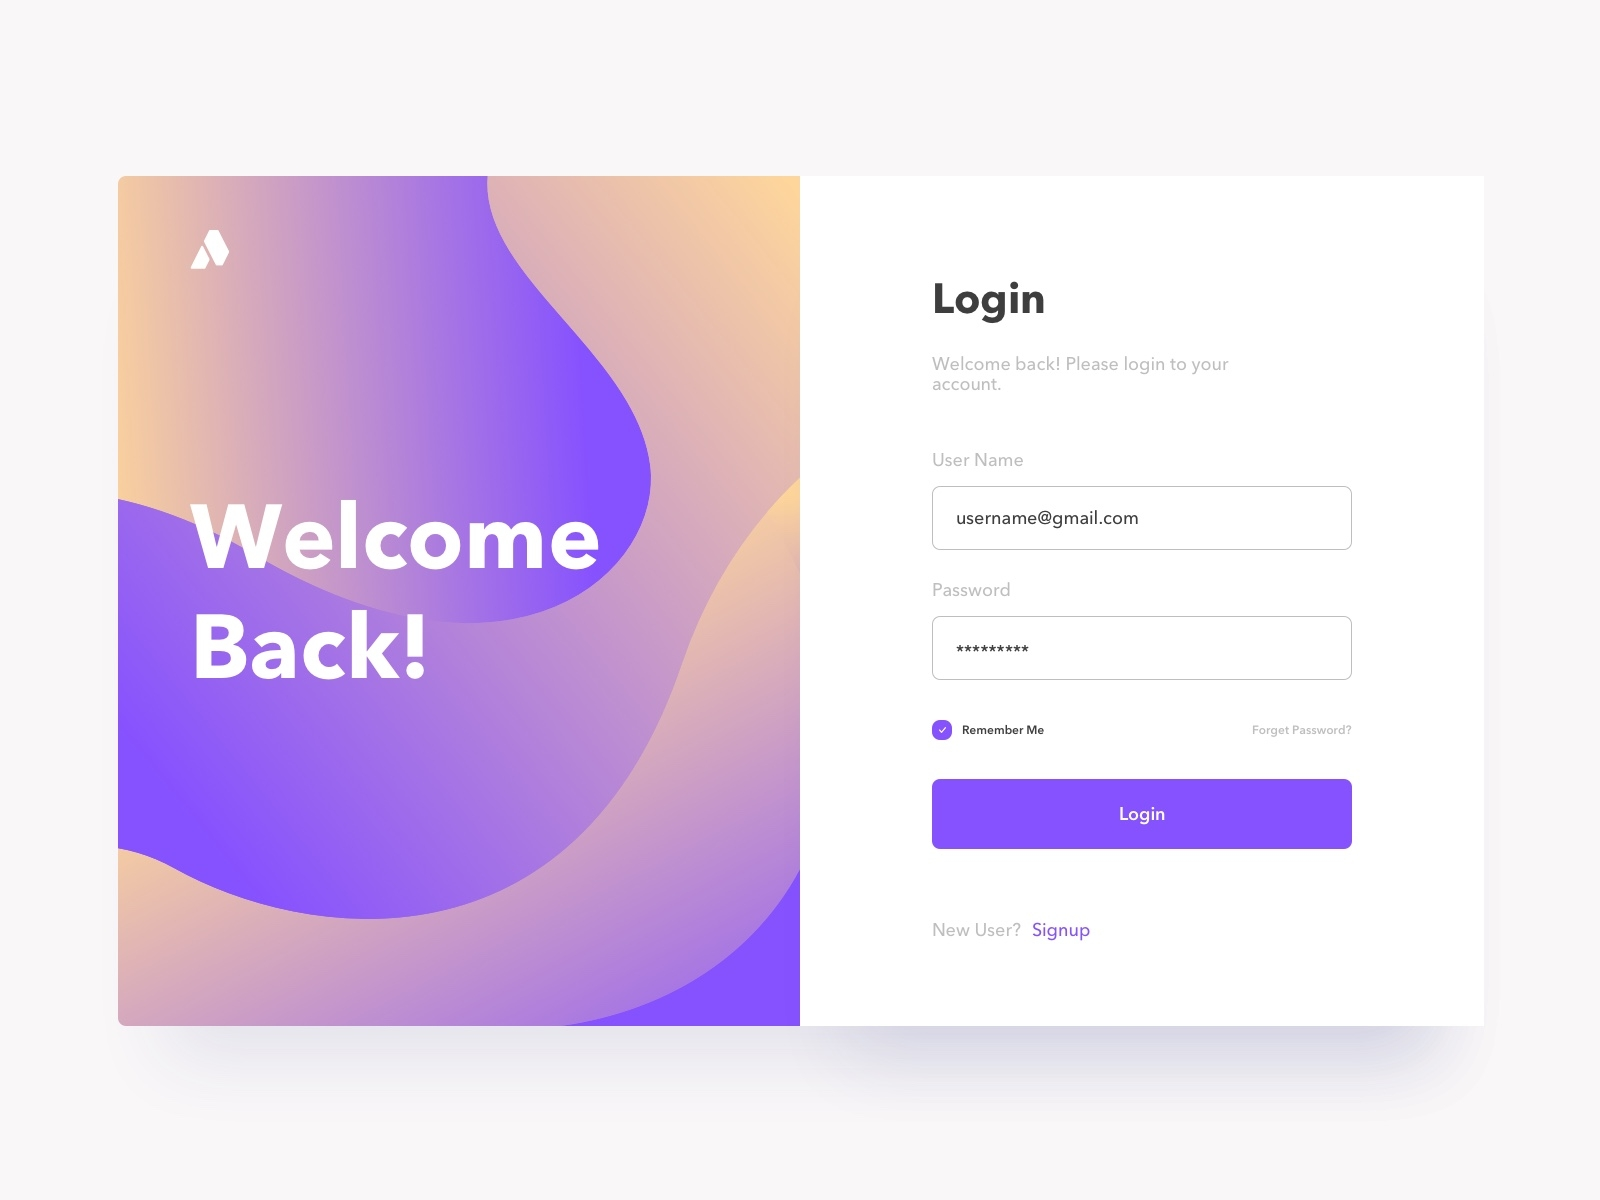 Welcome
Back!
Login
Welcome back! Please login to your
account.
User Name
username@gmail.com
Password
*********
Remember Me
Forget Password?
Login
New User? Signup